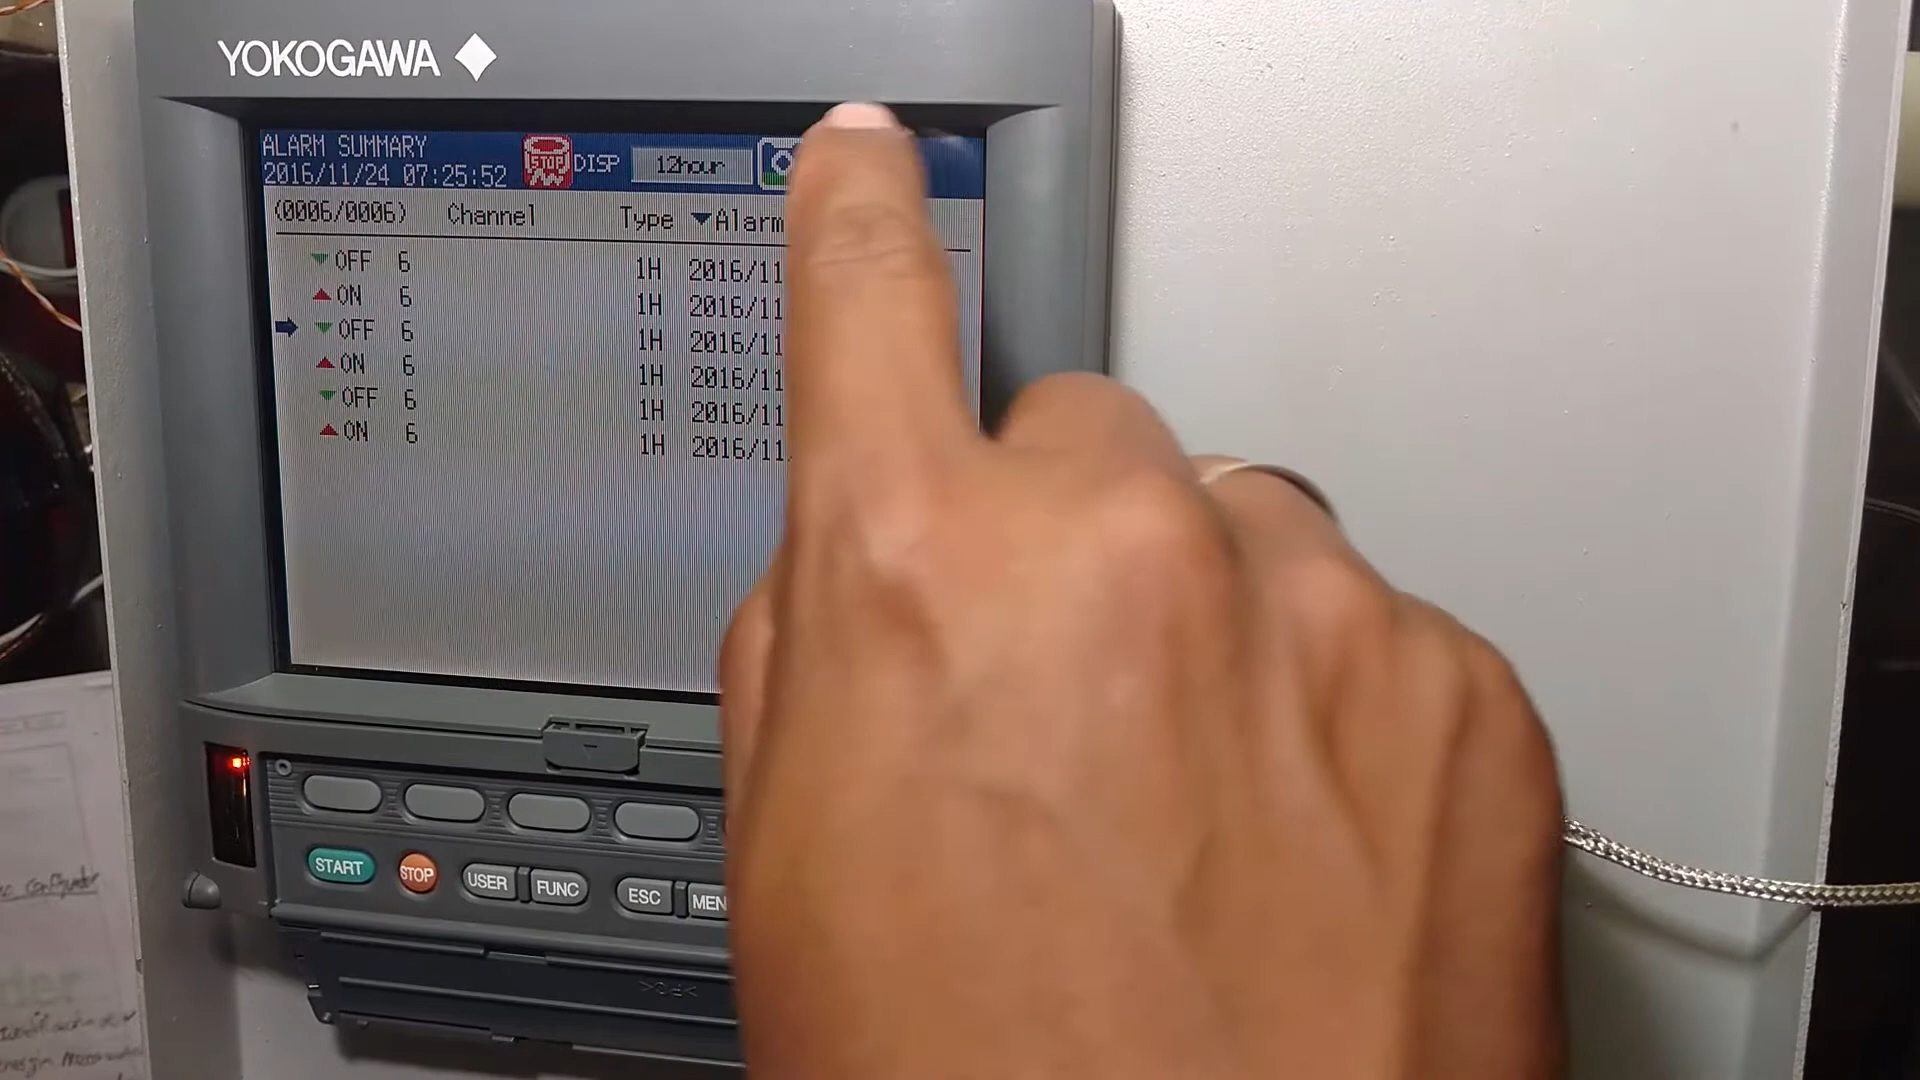 YOKOGAWA
ALARM SUMMARY
2016/11/24 07:25:52
STOP
DISP
12hour
(0006/0006) Channel Type ▼Alarm
▼OFF 6 1H 2016/11
▲ON 6 1H 2016/11
▼OFF 6 1H 2016/11
▲ON 6 1H 2016/11
▼OFF 6 1H 2016/11
▲ON 6 1H 2016/11
START STOP USER FUNC ESC MEN